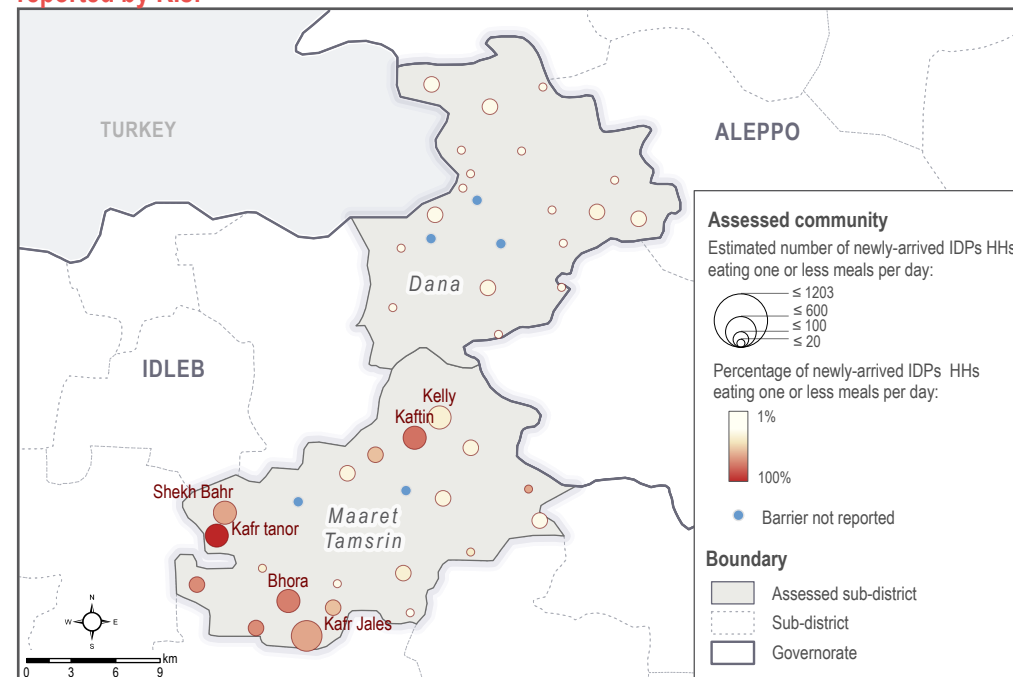 TURKEY
ALEPPO
IDLEB
Dana
Kelly
Kaftin
Shekh Bahr
Kafr tanor
Maaret
Tamsrin
Bhora
Kafr Jales
N
W
E
S
km
0 3 6 9
Assessed community
Estimated number of newly-arrived IDPs HHs
eating one or less meals per day:
≤ 1203
≤ 600
≤ 100
≤ 20
Percentage of newly-arrived IDPs HHs
eating one or less meals per day:
1%
100%
Barrier not reported
Boundary
Assessed sub-district
Sub-district
Governorate